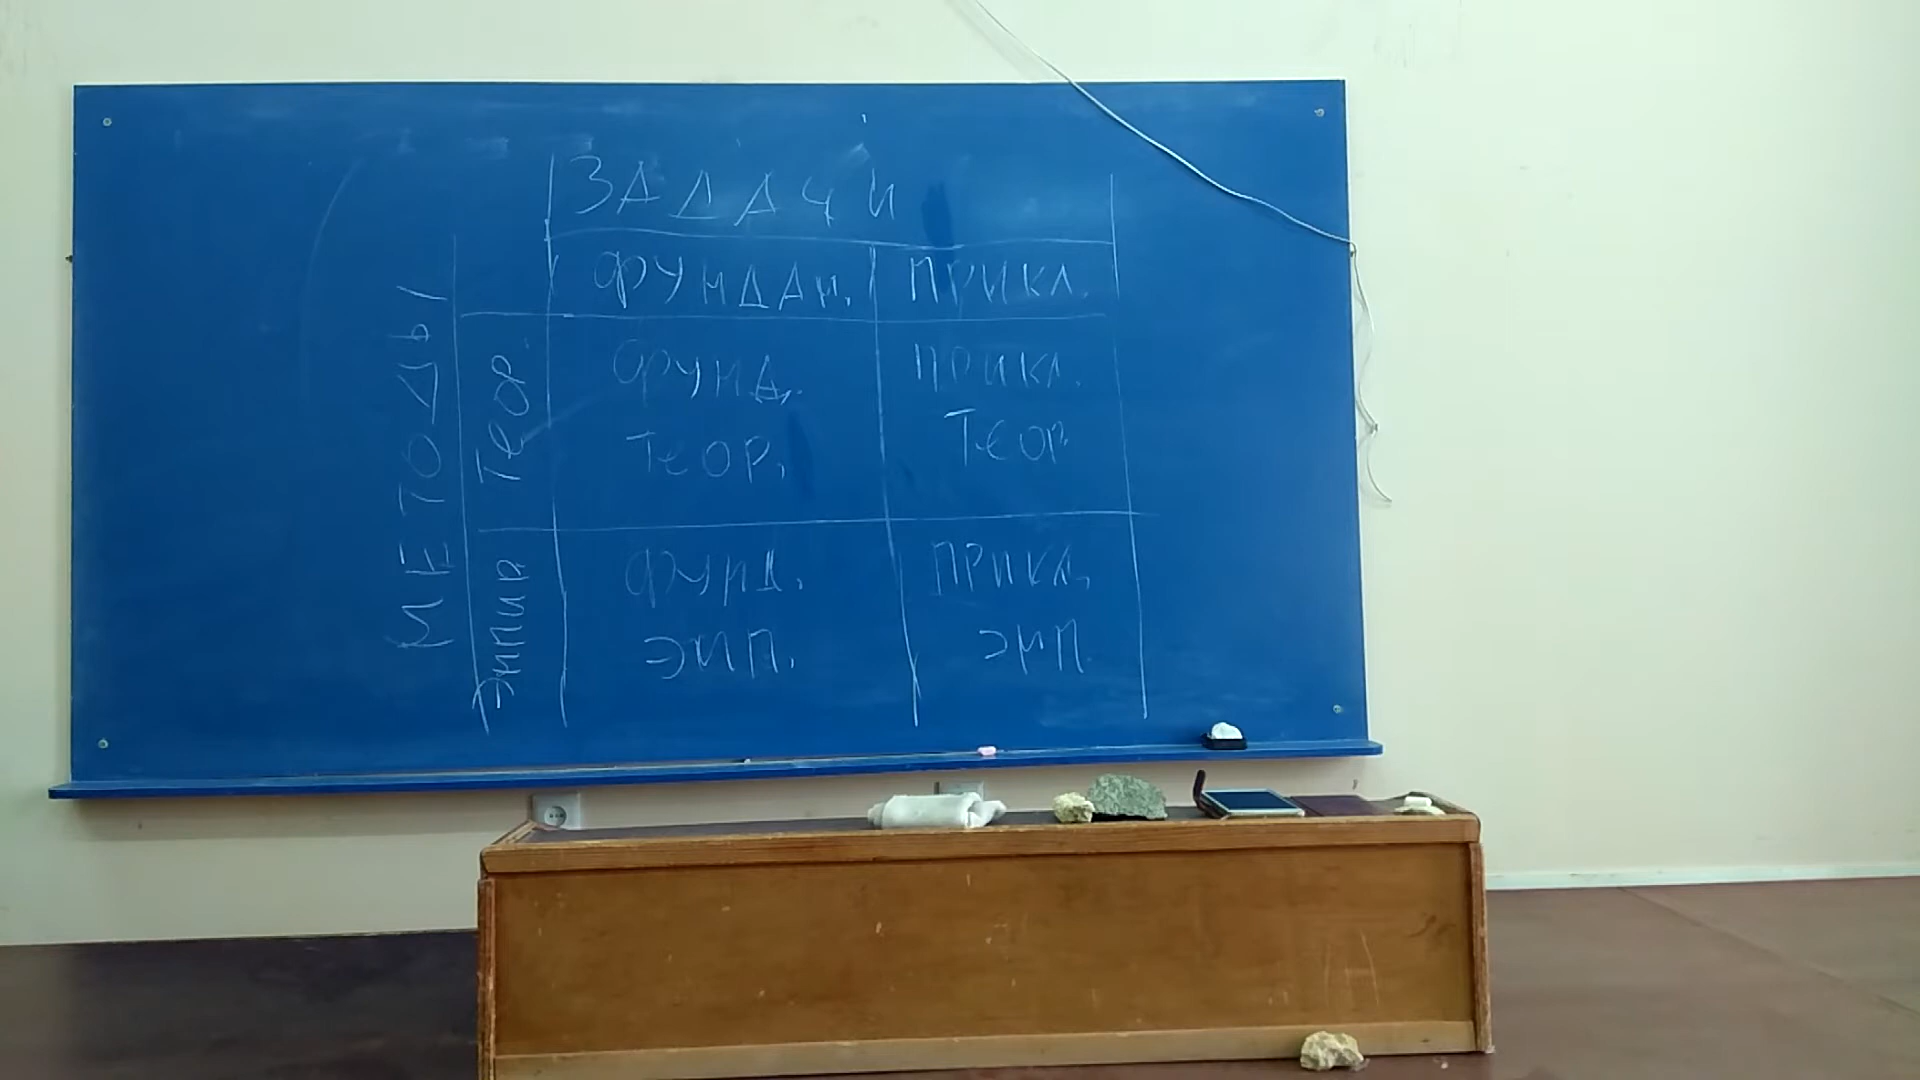 ЗАДАЧИ
ФУНДАМ. ПРИКЛ.
МЕТОДЫ
ТЕОР.
ФУНД. ПРИКЛ.
ТЕОР. ТЕОР
ЭМПИР
ФУНД. ПРИКЛ.
ЭМП. ЭМП.